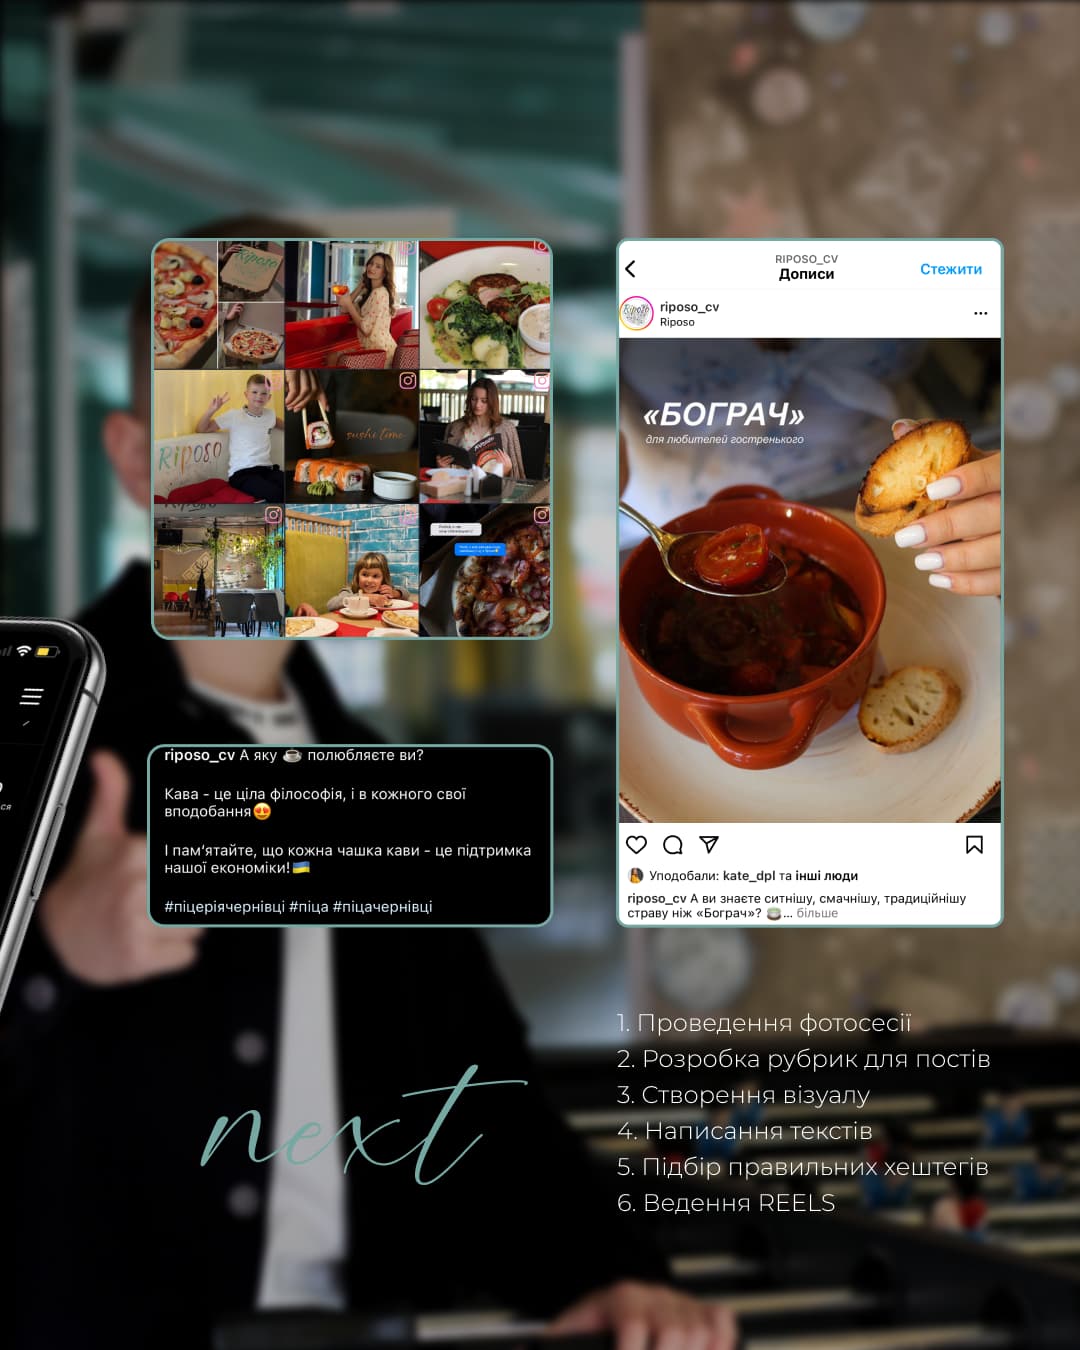 Riposo
RIPOSO
sushi time
riposo_cv А яку ☕ полюбляєте ви?
Кава - це ціла філософія, і в кожного свої
вподобання😍
І памʼятайте, що кожна чашка кави - це підтримка
нашої економіки!🇺🇦
#піцеріячернівці #піца #піцачернівці
RIPOSO_CV
Дописи
Стежити
Riposo
riposo_cv
Riposo
«БОГРАЧ»
для любителей гостренького
Уподобали: kate_dpl та інші люди
riposo_cv А ви знаєте ситнішу, смачнішу, традиційнішу
страву ніж «Бограч»? 🍵... більше
ся
next
1. Проведення фотосесії
2. Розробка рубрик для постів
3. Створення візуалу
4. Написання текстів
5. Підбір правильних хештегів
6. Ведення REELS